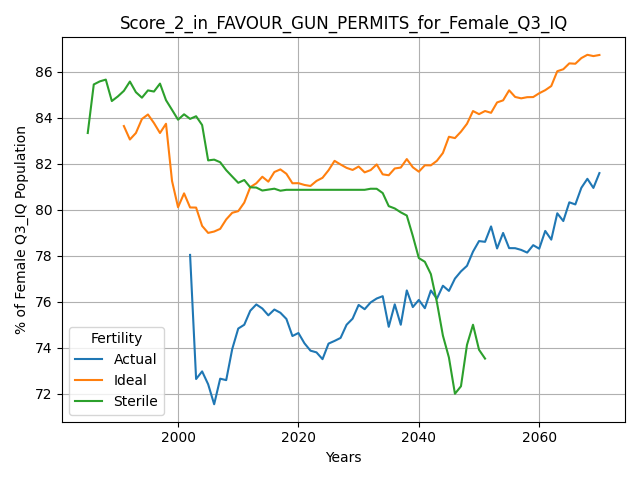 Score_2_in_FAVOUR_GUN_PERMITS_for_Female_Q3_IQ
% of Female Q3_IQ Population
86
84
82
80
78
76
74
72
Fertility
Actual
Ideal
Sterile
2000 2020 2040 2060
Years